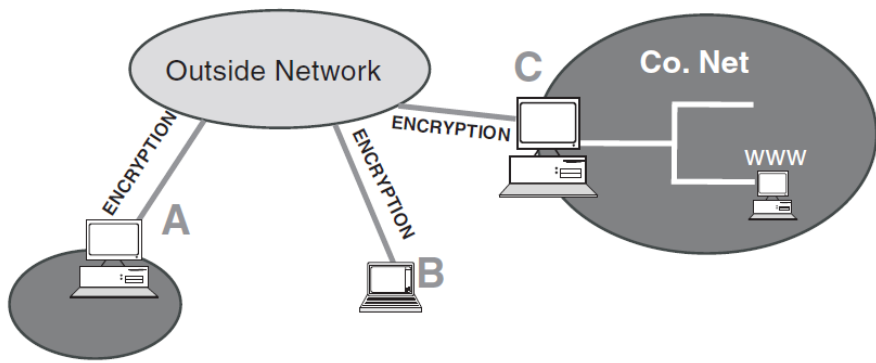 Outside Network
C
Co. Net
ENCRYPTION
ENCRYPTION
ENCRYPTION
WWW
A
B